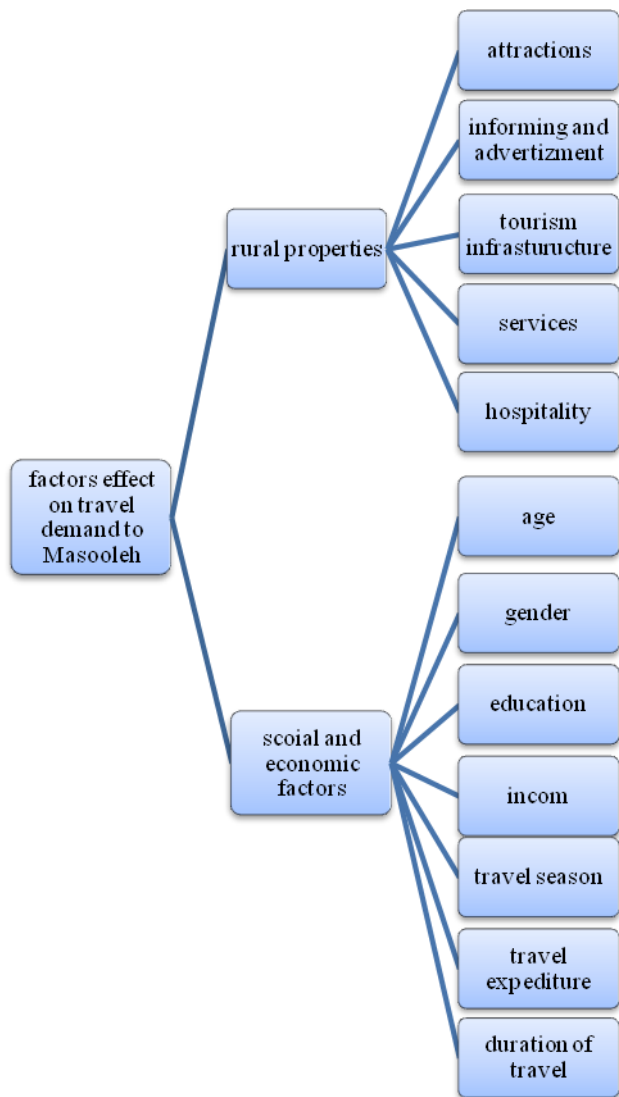 factors effect
on travel
demand to
Masooleh
rural properties
attractions
informing and
advertizment
tourism
infrasturucture
services
hospitality
scoial and
economic
factors
age
gender
education
incom
travel season
travel
expediture
duration of
travel